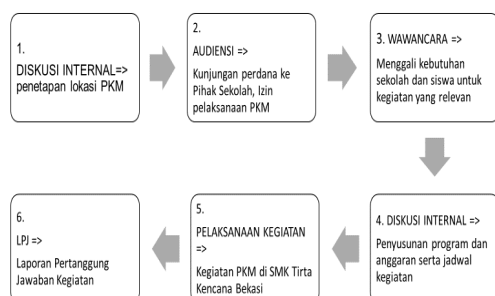 1.
DISKUSI INTERNAL=>
penetapan lokasi PKM
2.
AUDIENSI =>
Kunjungan perdana ke
Pihak Sekolah, Izin
pelaksanaan PKM
3. WAWANCARA =>
Menggali kebutuhan
sekolah dan siswa untuk
kegiatan yang relevan
4. DISKUSI INTERNAL =>
Penyusunan program dan
anggaran serta jadwal
kegiatan
5.
PELAKSANAAN KEGIATAN
=>
Kegiatan PKM di SMK Tirta
Kencana Bekasi
6.
LPJ =>
Laporan Pertanggung
Jawaban Kegiatan